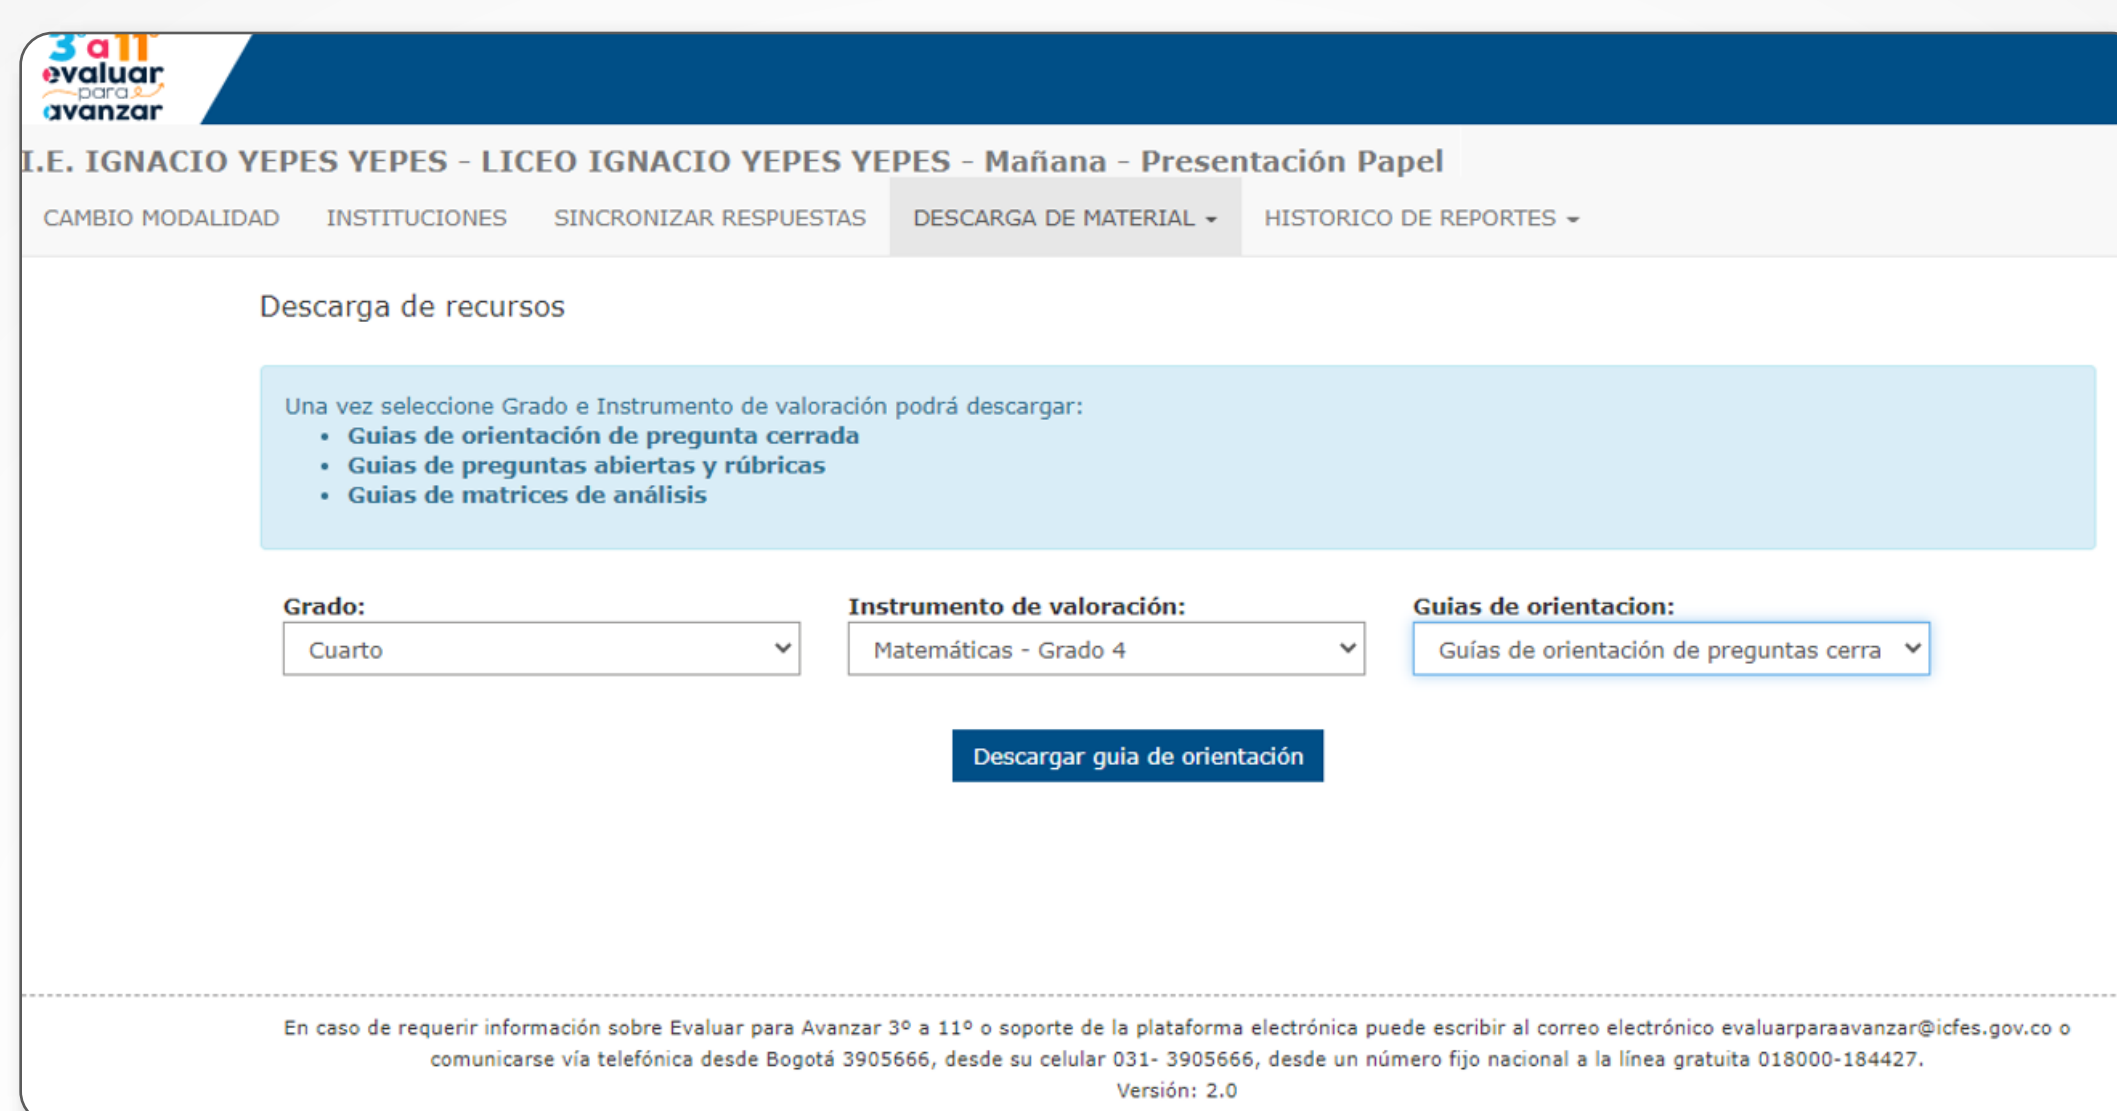 3° a 11°
evaluar
para
avanzar
I.E. IGNACIO YEPES YEPES - LICEO IGNACIO YEPES YEPES - Mañana - Presentación Papel
CAMBIO MODALIDAD INSTITUCIONES SINCRONIZAR RESPUESTAS DESCARGA DE MATERIAL HISTORICO DE REPORTES
Descarga de recursos
Una vez seleccione Grado e Instrumento de valoración podrá descargar:
• Guias de orientación de pregunta cerrada
• Guias de preguntas abiertas y rúbricas
• Guias de matrices de análisis
Grado: Instrumento de valoración: Guias de orientacion:
Cuarto Matemáticas - Grado 4 Guías de orientación de preguntas cerra
Descargar guia de orientación
En caso de requerir información sobre Evaluar para Avanzar 3º a 11º o soporte de la plataforma electrónica puede escribir al correo electrónico evaluarparaavanzar@icfes.gov.co o
comunicarse vía telefónica desde Bogotá 3905666, desde su celular 031- 3905666, desde un número fijo nacional a la línea gratuita 018000-184427.
Versión: 2.0